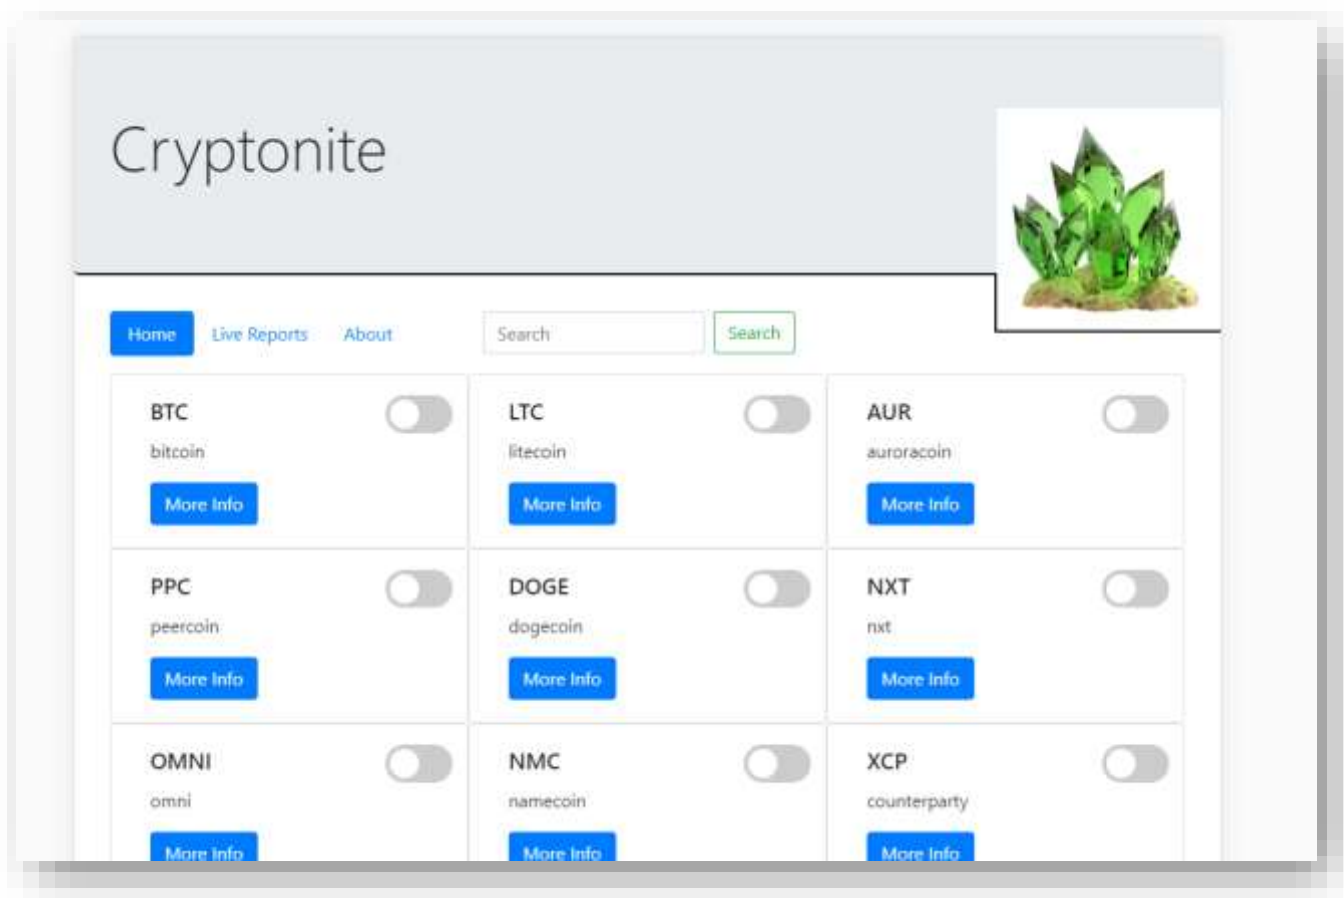 Cryptonite
Home Live Reports About Search Search
BTC LTC AUR
bitcoin litecoin auroracoin
More Info More Info More Info
PPC DOGE NXT
peercoin dogecoin nxt
More Info More Info More Info
OMNI NMC XCP
omni namecoin counterparty
More Info More Info More Info